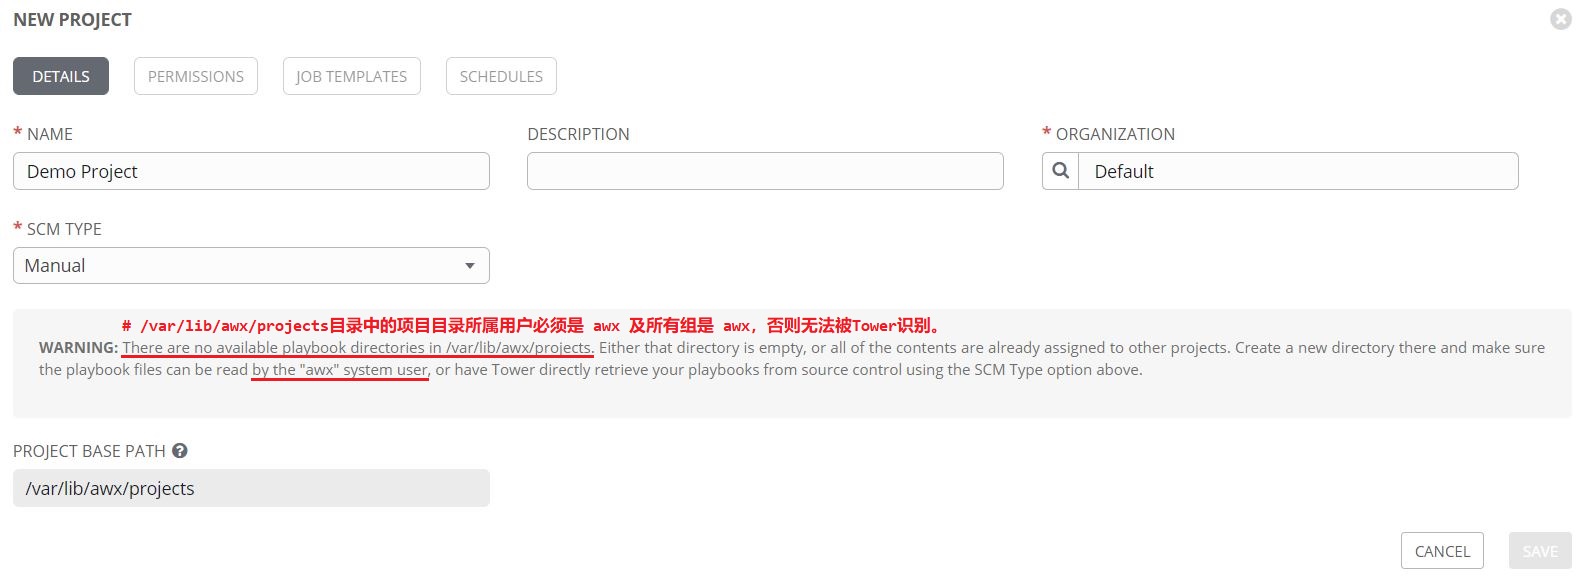 NEW PROJECT
DETAILS PERMISSIONS JOB TEMPLATES SCHEDULES
* NAME DESCRIPTION * ORGANIZATION
Demo Project Default
* SCM TYPE
Manual
# /var/lib/awx/projects目录中的项目目录所属用户必须是 awx 及所有组是 awx, 否则无法被Tower识别。
WARNING: There are no available playbook directories in /var/lib/awx/projects. Either that directory is empty, or all of the contents are already assigned to other projects. Create a new directory there and make sure
the playbook files can be read by the "awx" system user, or have Tower directly retrieve your playbooks from source control using the SCM Type option above.
PROJECT BASE PATH ?
/var/lib/awx/projects
CANCEL SAVE